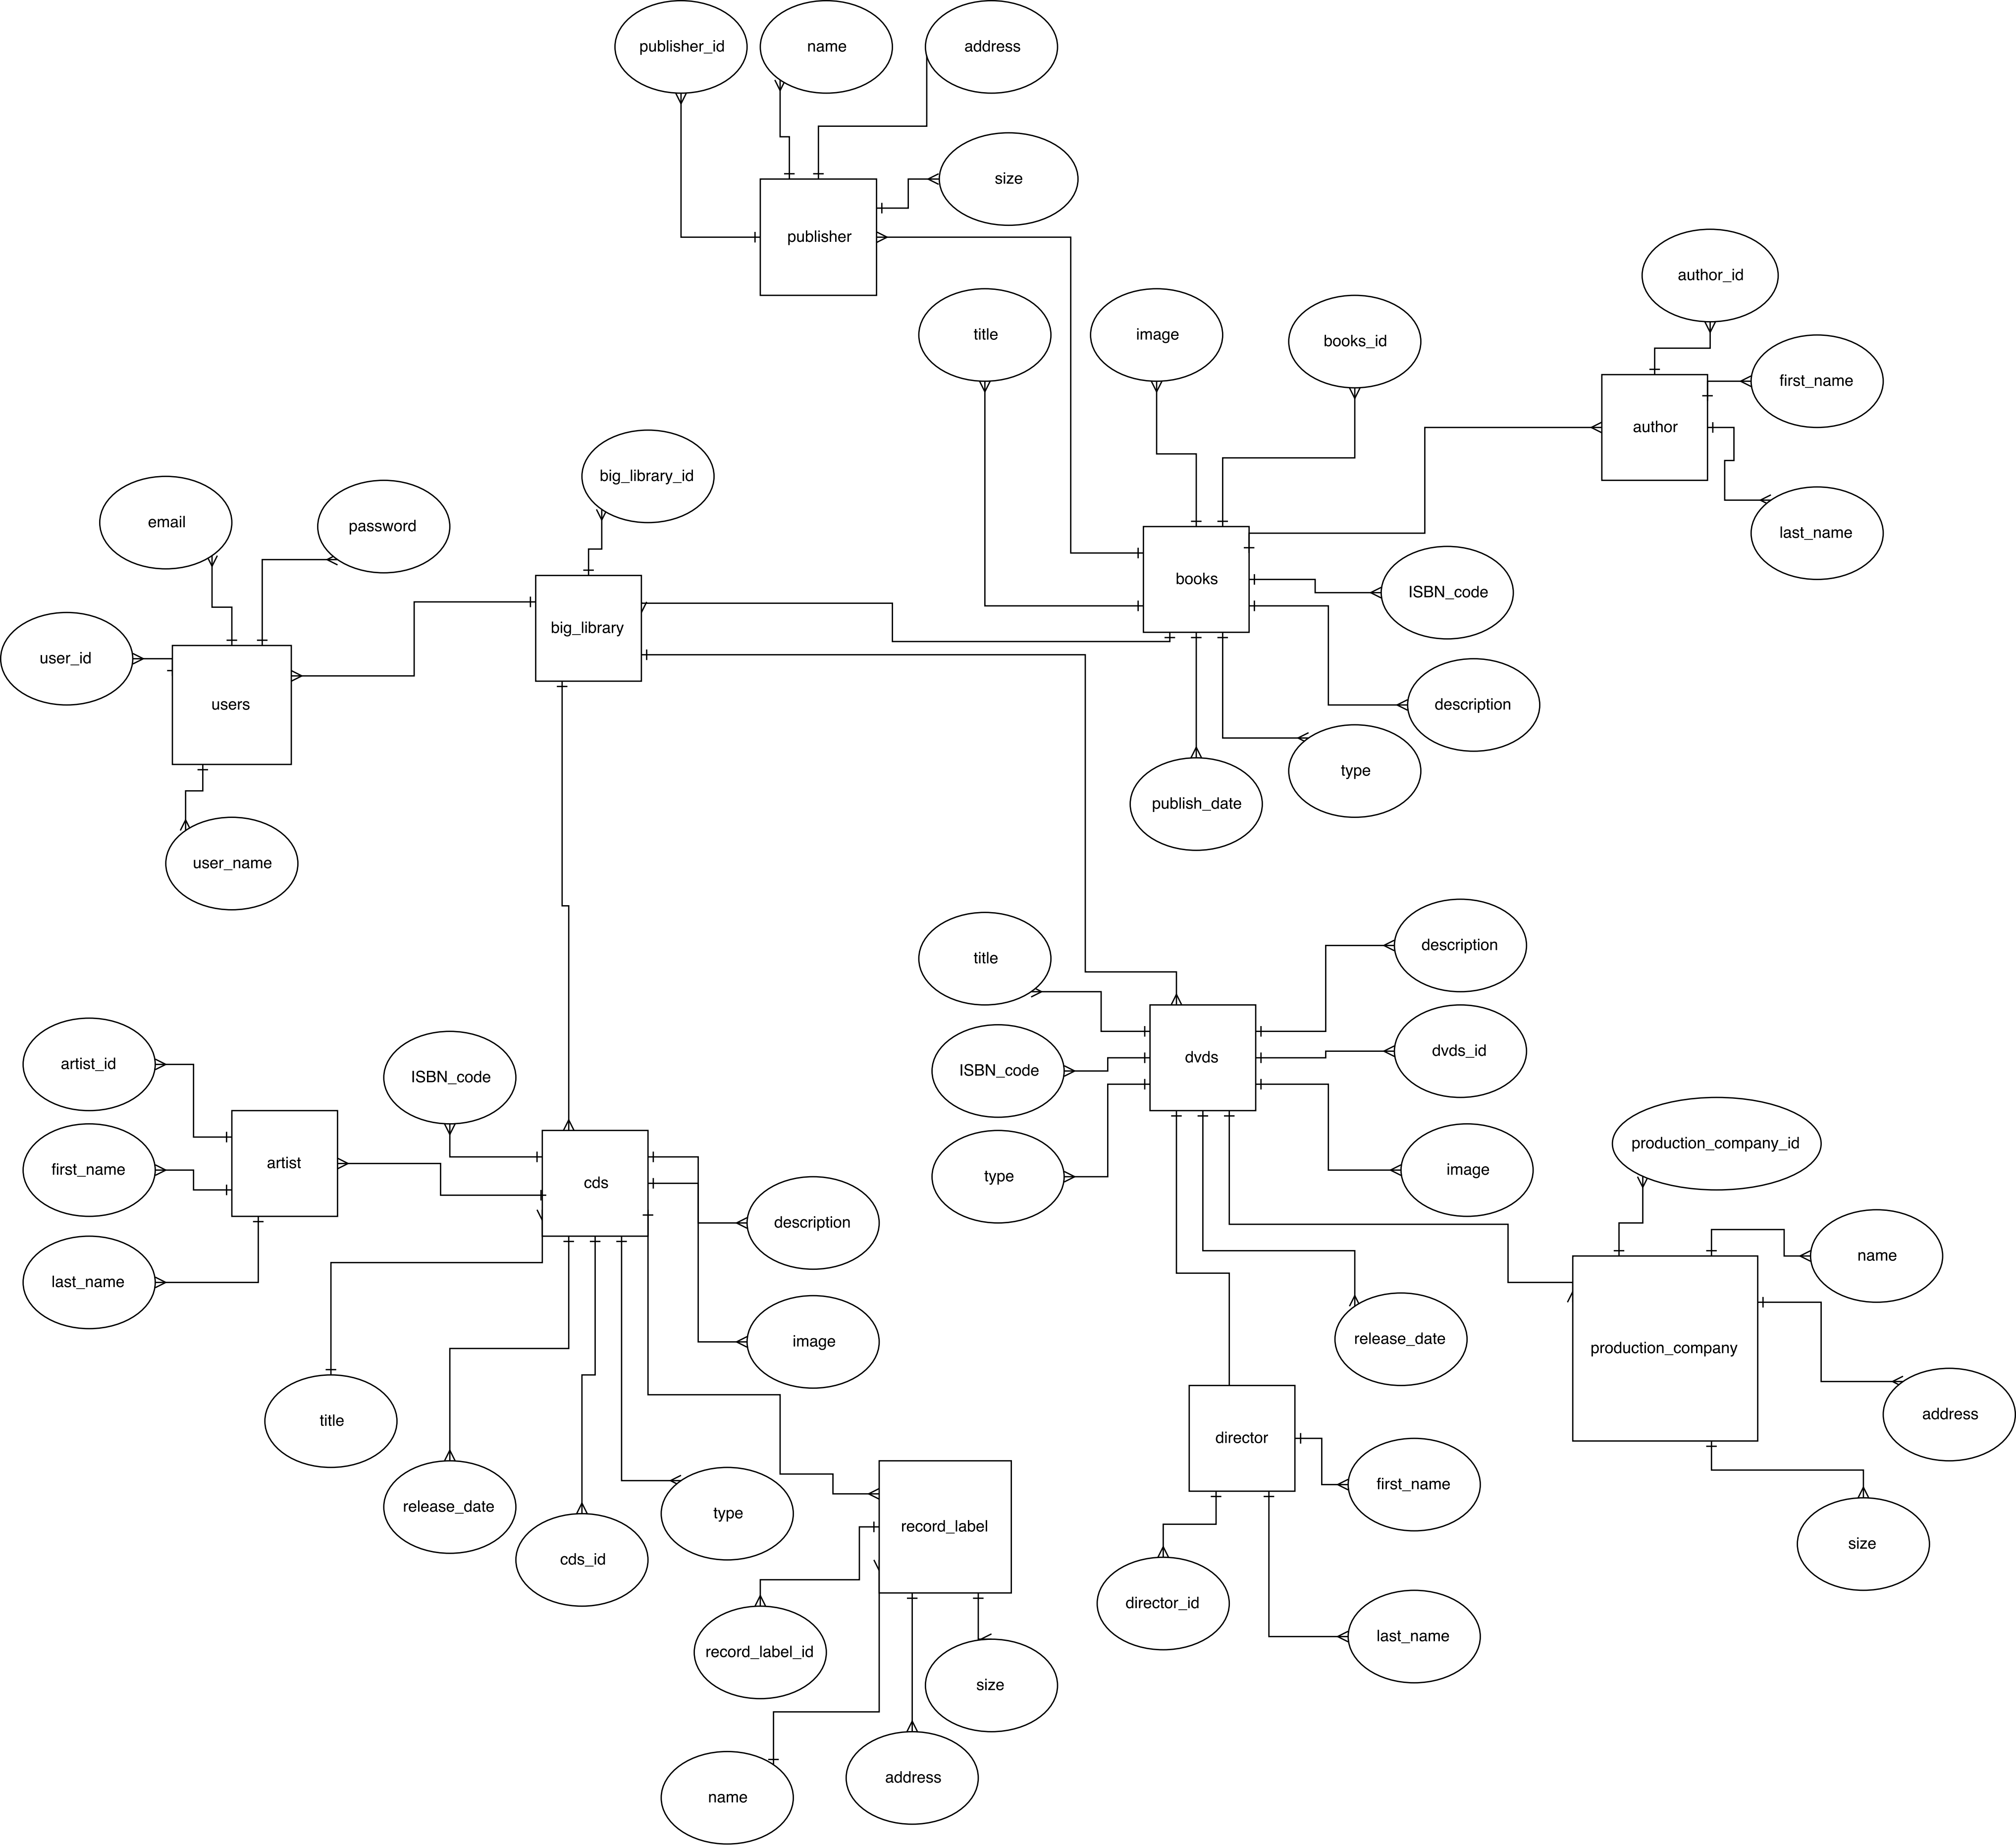 publisher_id
name
address
size
publisher
author_id
title
image
books_id
first_name
author
big_library_id
email
password
last_name
books
ISBN_code
big_library
user_id
users
description
type
publish_date
user_name
description
title
dvds_id
dvds
artist_id
ISBN_code
ISBN_code
production_company_id
first_name
artist
cds
type
image
description
name
last_name
image
release_date
production_company
title
address
director
first_name
release_date
type
record_label
size
cds_id
director_id
last_name
record_label_id
size
address
name